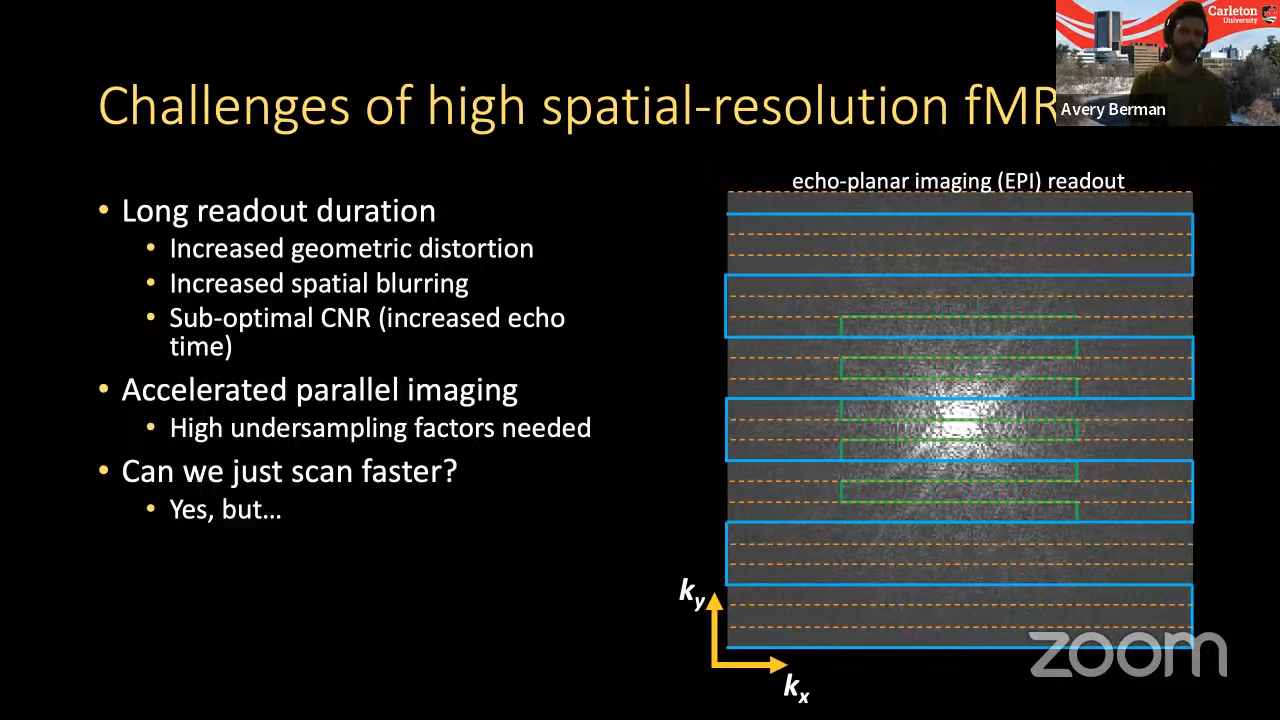 Carleton
University
Avery Berman
Challenges of high spatial-resolution fMR
echo-planar imaging (EPI) readout
• Long readout duration
• Increased geometric distortion
• Increased spatial blurring
• Sub-optimal CNR (increased echo
time)
• Accelerated parallel imaging
• High undersampling factors needed
• Can we just scan faster?
• Yes, but…
ky
kx
zoom